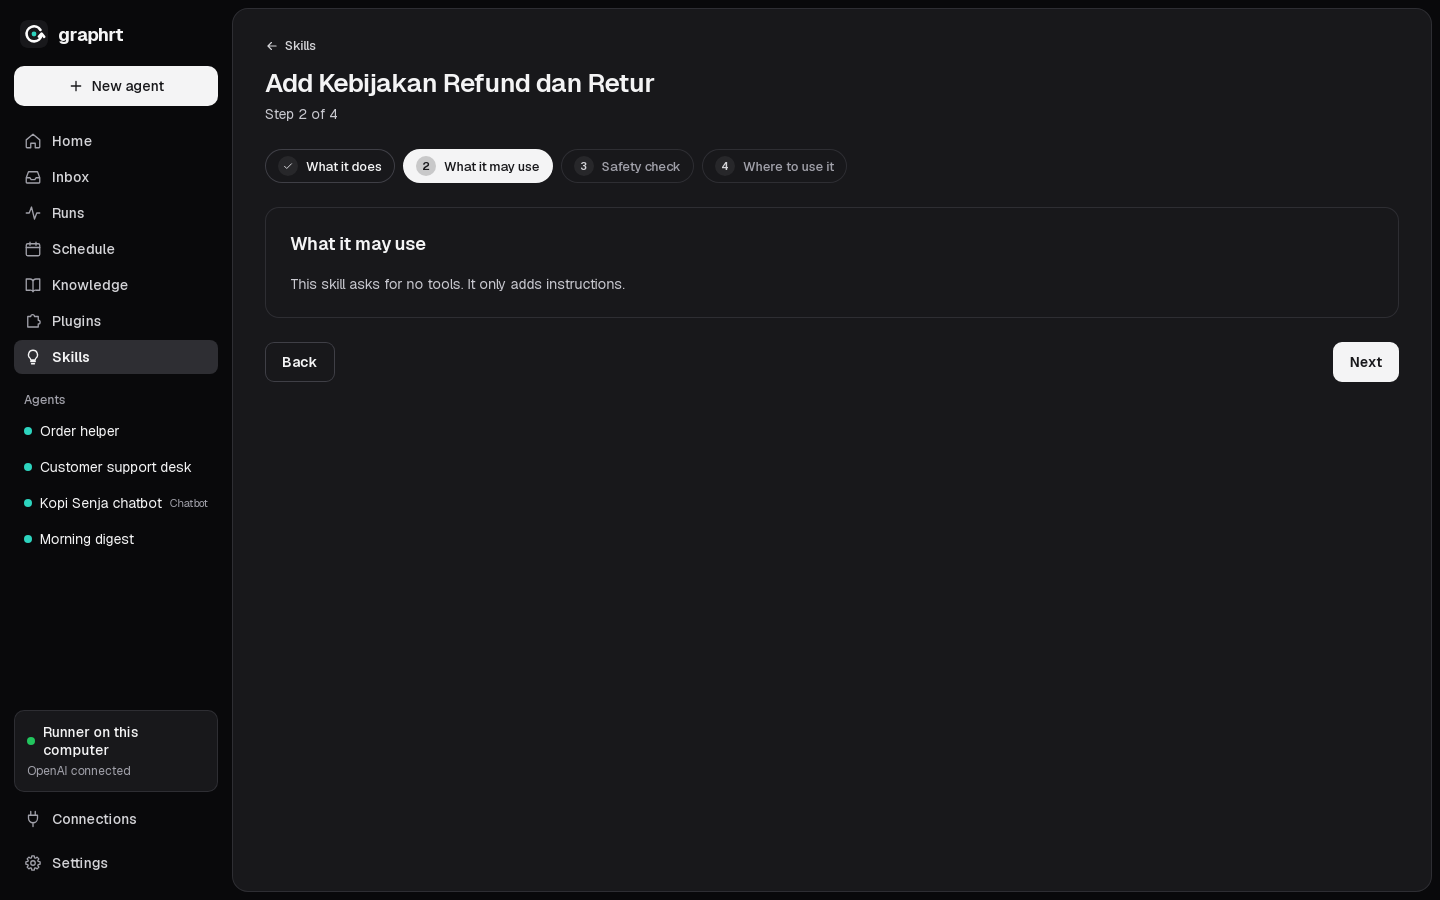 graphrt
New agent
Home
Inbox
Runs
Schedule
Knowledge
Plugins
Skills
Agents
Order helper
Customer support desk
Kopi Senja chatbot Chatbot
Morning digest
Runner on this
computer
OpenAI connected
Connections
Settings
Skills
Add Kebijakan Refund dan Retur
Step 2 of 4
What it does
2 What it may use
3 Safety check
4 Where to use it
What it may use
This skill asks for no tools. It only adds instructions.
Back
Next